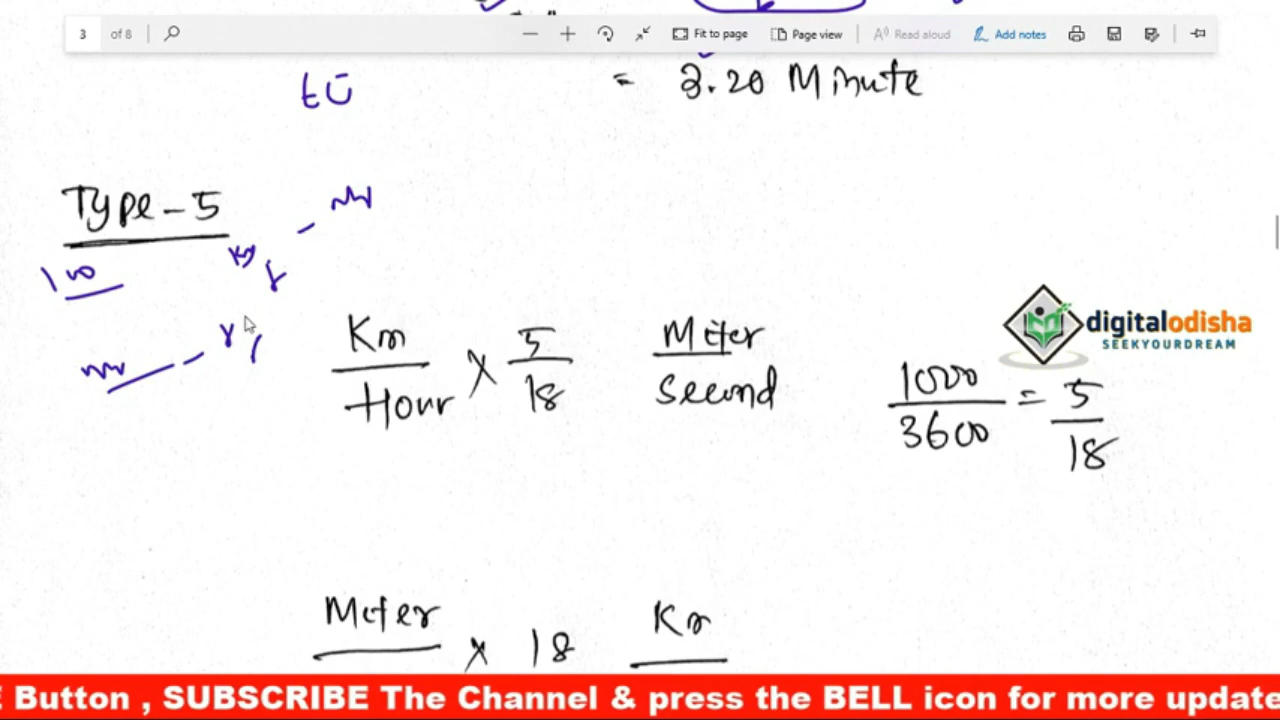 3 of 8 Fit to page Page view Read aloud Add notes
= 3.20 Minute
Type-5
100
Km
Hour
× 5
18
Meter
Second
1000
3600
= 5
18
digitalodisha
SEEKYOURDREAM
Meter × 18 Km
E Button , SUBSCRIBE The Channel & press the BELL icon for more update